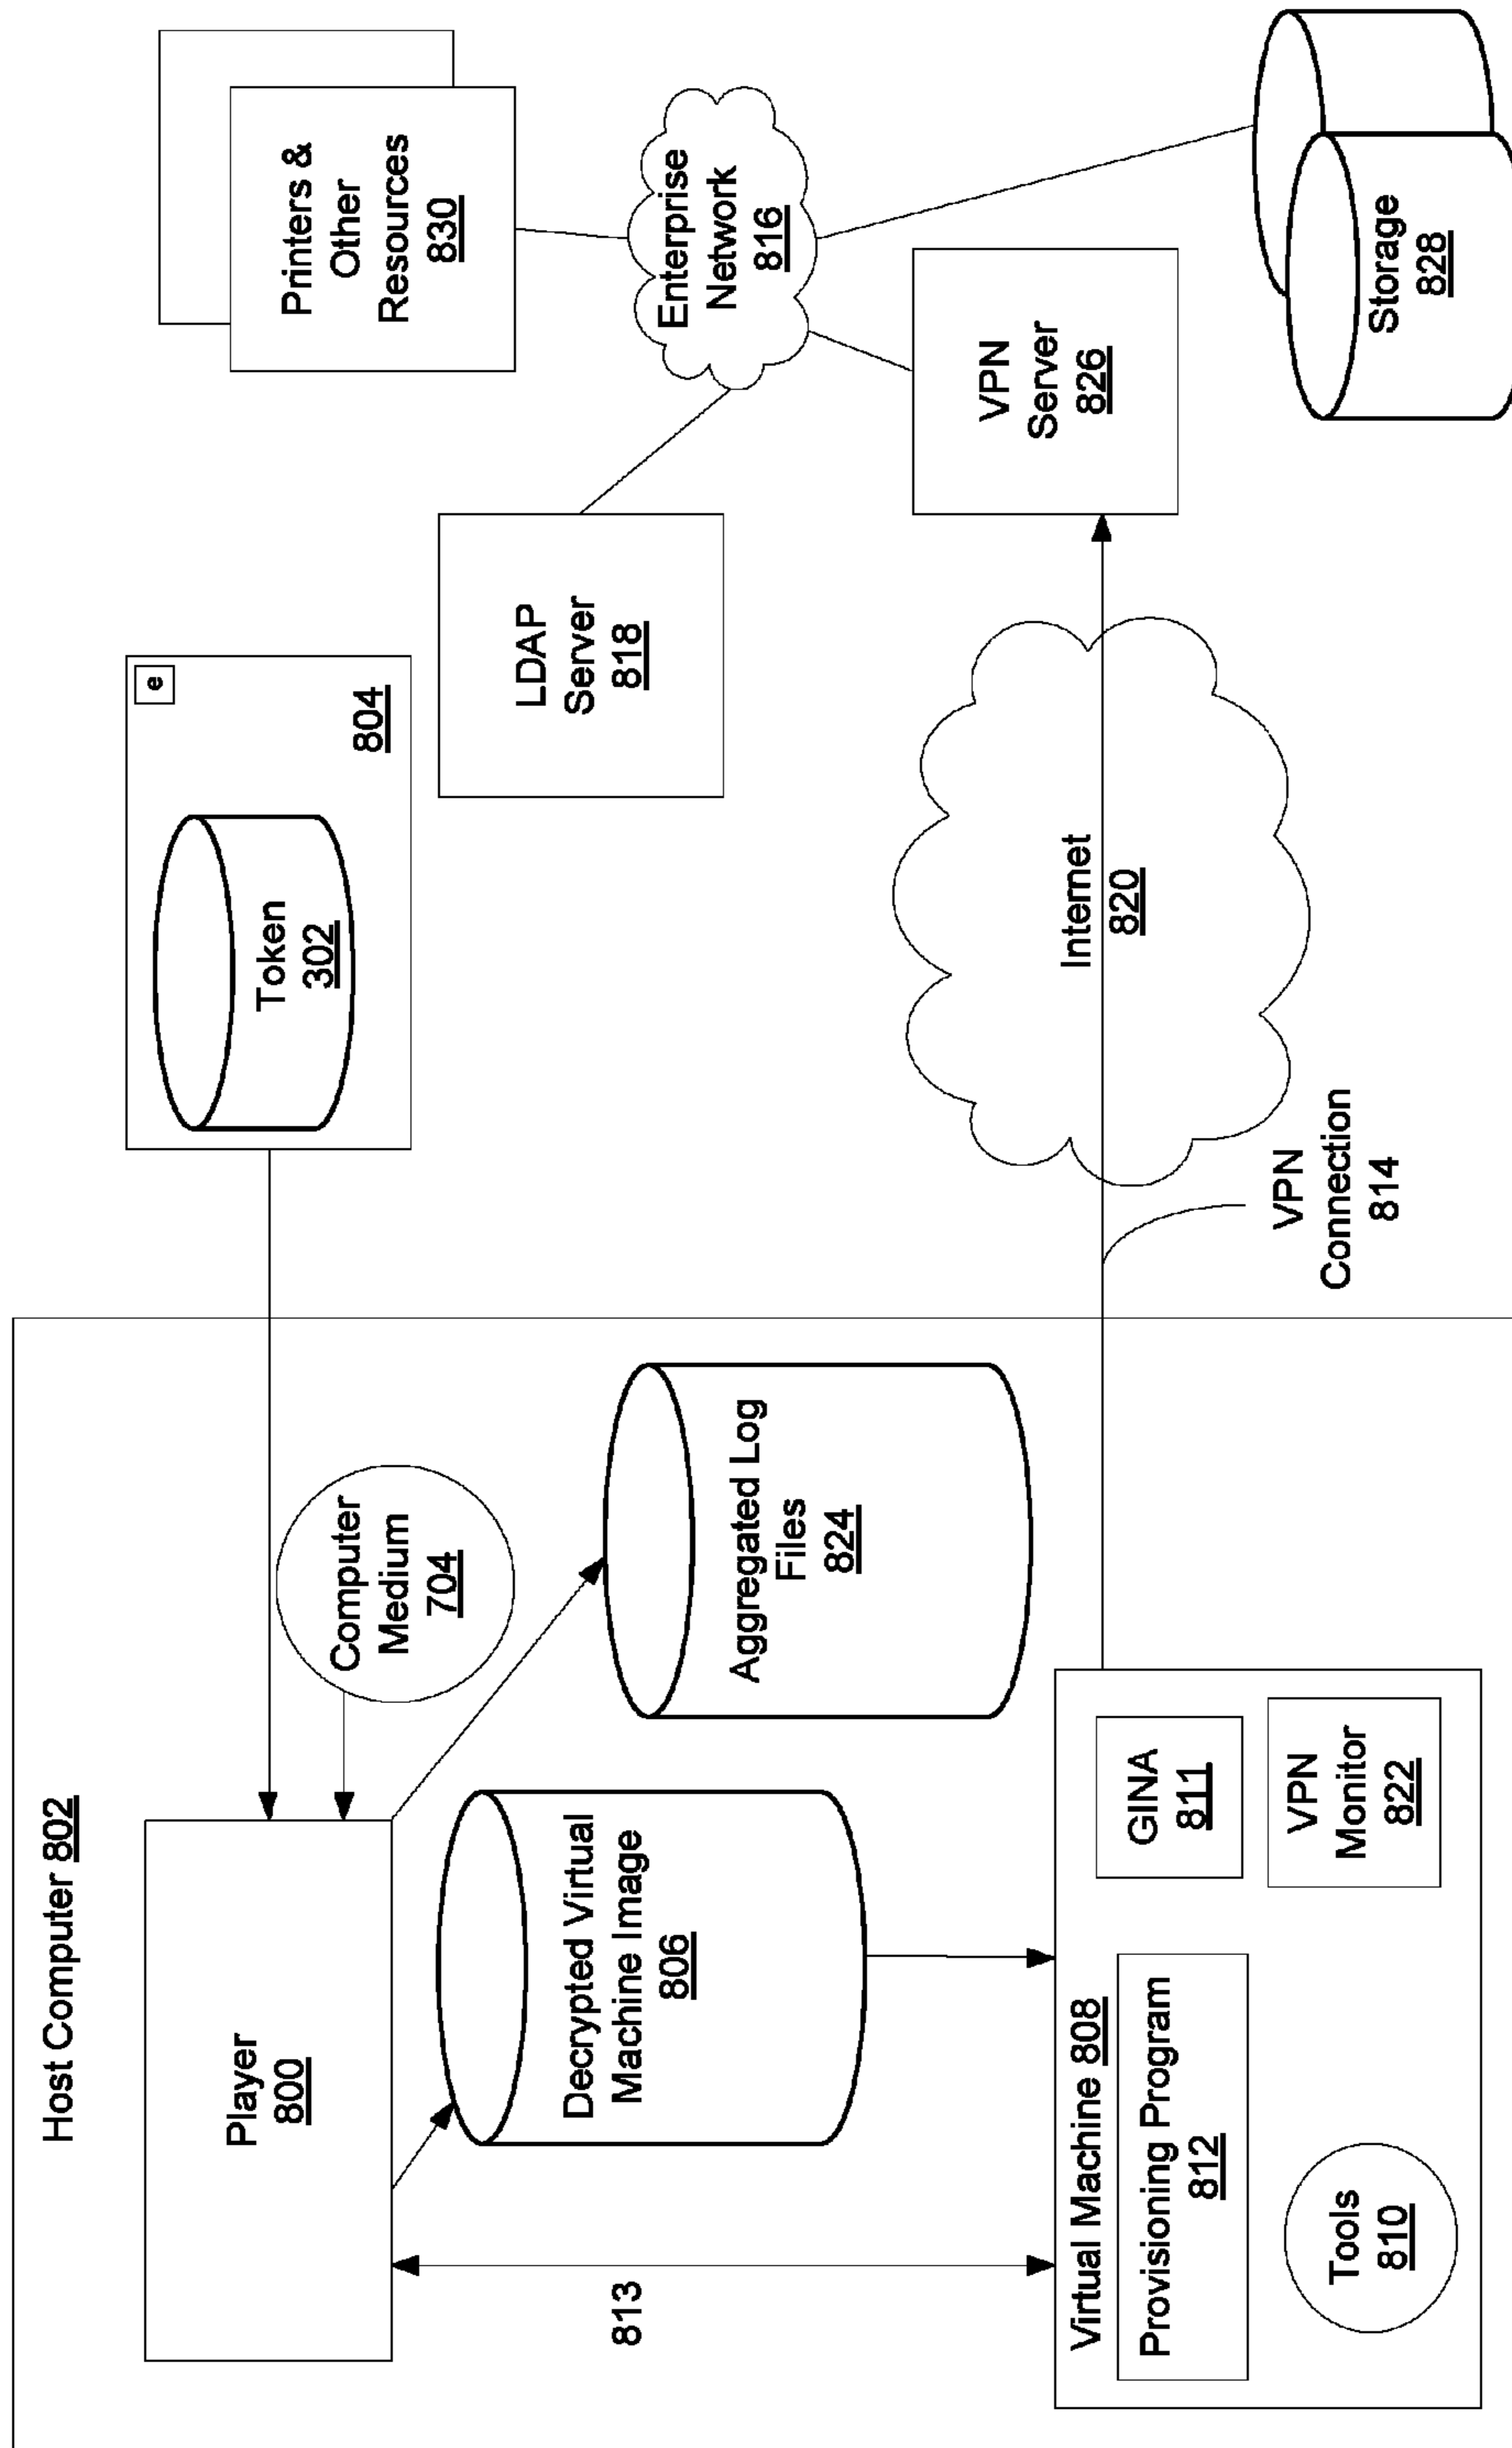 Host Computer 802
Player
800
Computer
Medium
704
Token
302
804
e
Printers &
Other
Resources
830
Decrypted Virtual
Machine Image
806
Aggregated Log
Files
824
LDAP
Server
818
Enterprise
Network
816
813
Virtual Machine 808
Provisioning Program
812
GINA
811
Tools
810
VPN
Monitor
822
Internet
820
VPN
Connection
814
VPN
Server
826
Storage
828